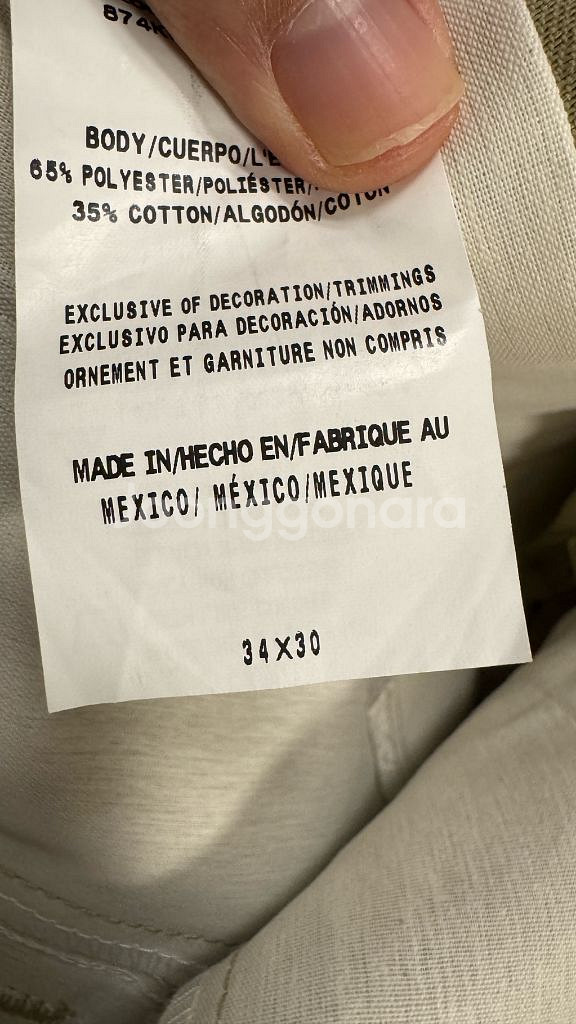 BODY/CUERPO/L'
65% POLYESTER/POLIÉSTER/
35% COTTON/ALGODÓN/COTON
EXCLUSIVE OF DECORATION/TRIMMINGS
EXCLUSIVO PARA DECORACIÓN/ADORNOS
ORNEMENT ET GARNITURE NON COMPRIS
MADE IN/HECHO EN/FABRIQUE AU
MEXICO/ MÉXICO/MEXIQUE
joonggonara
34X30